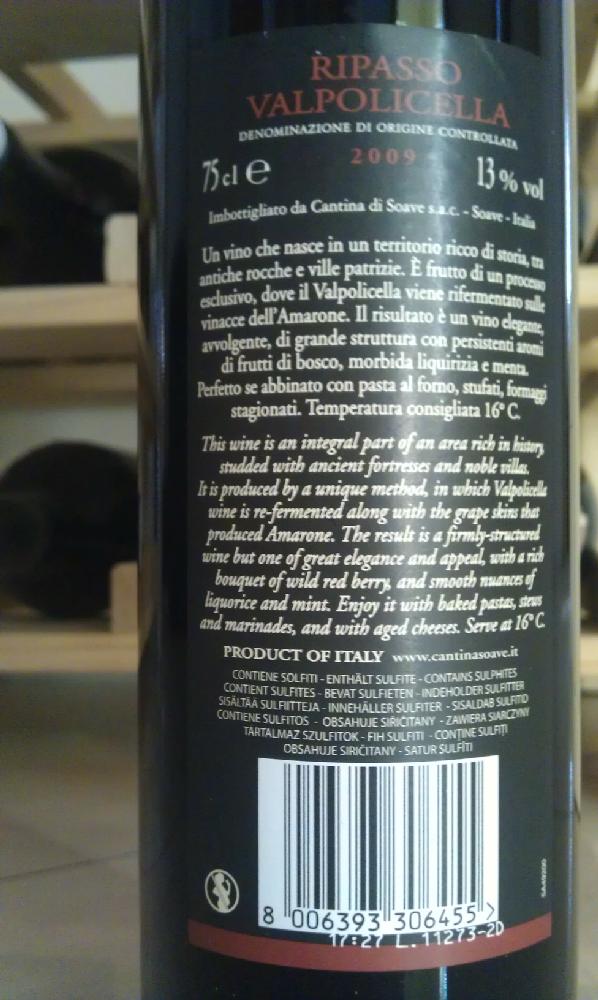 RIPASSO
VALPOLICELLA
DENOMINAZIONE DI ORIGINE CONTROLLATA
2009
75 cl e 13 % vol
Imbottigliato da Cantina di Soave s.a.c. - Soave - Italia
Un vino che nasce in un territorio ricco di storia, tra
antiche rocche e ville patrizie. È frutto di un processo
esclusivo, dove il Valpolicella viene rifermentato sulle
vinacce dell'Amarone. Il risultato è un vino elegante,
avvolgente, di grande struttura con persistenti aromi
di frutti di bosco, morbida liquirizia e menta.
Perfetto se abbinato con pasta al forno, stufati, formaggi
stagionati. Temperatura consigliata 16° C.
This wine is an integral part of an area rich in history,
studded with ancient fortresses and noble villas.
It is produced by a unique method, in which Valpolicella
wine is re-fermented along with the grape skins that
produced Amarone. The result is a firmly-structured
wine but one of great elegance and appeal, with a rich
bouquet of wild red berry, and smooth nuances of
liquorice and mint. Enjoy it with baked pastas, stews
and marinades, and with aged cheeses. Serve at 16° C.
PRODUCT OF ITALY www.cantinasoave.it
CONTIENE SOLFITI - ENTHÄLT SULFITE - CONTAINS SULPHITES
CONTIENT SULFITES - BEVAT SULFIETEN - INDEHOLDER SULFITTER
SISÄLTÄÄ SULFIITTEJA - INNEHÅLLER SULFITER - SISALDAB SULFITID
CONTIENE SULFITOS - OBSAHUJE SIŘIČITANY - ZAWIERA SIARCZYNY
TARTALMAZ SZULFITOK - FIH SULFITI - CONȚINE SULFIȚI
OBSAHUJE SIRIČITANY - SATUR SULFĪTI
8 006393 306455 >
17:27 L.11273-2D